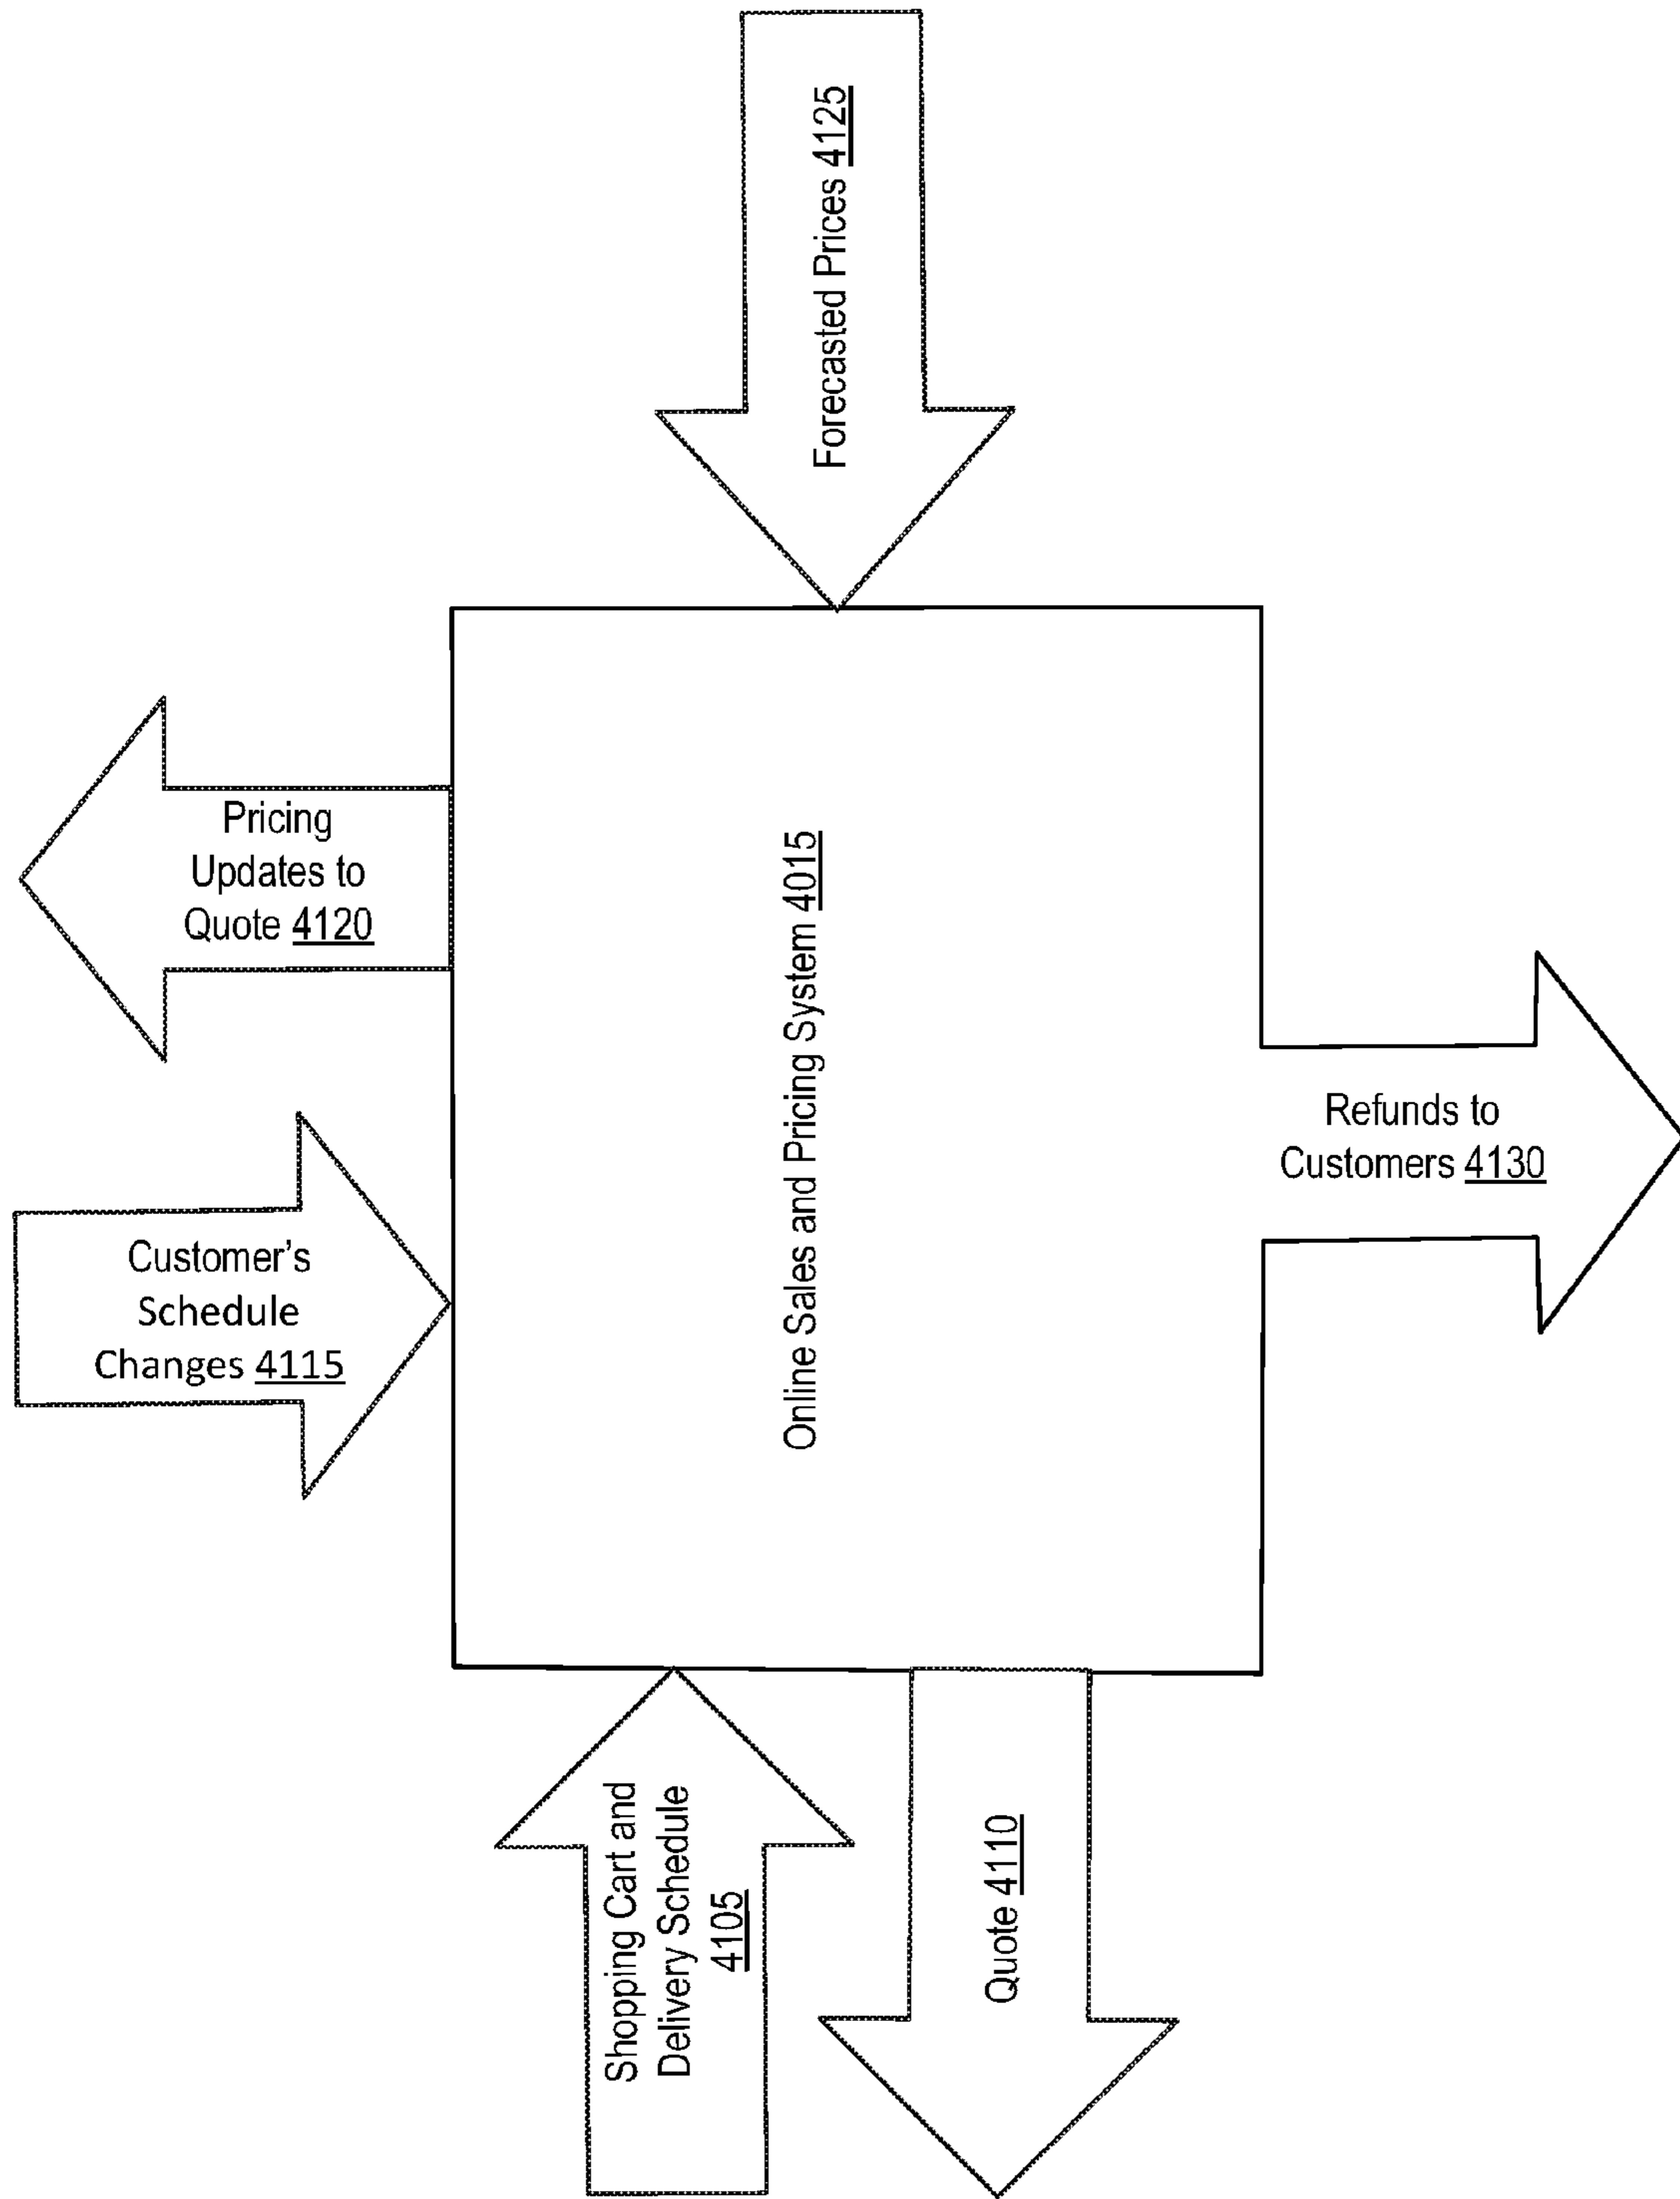 Forecasted Prices 4125
Pricing
Updates to
Quote 4120
Online Sales and Pricing System 4015
Refunds to
Customers 4130
Customer's
Schedule
Changes 4115
Shopping Cart and
Delivery Schedule
4105
Quote 4110